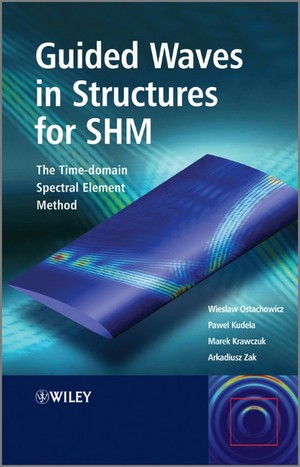 Guided Waves
in Structures
for SHM
The Time-domain
Spectral Element
Method
Wieslaw Ostachowicz
Pawel Kudela
Marek Krawczuk
Arkadiusz Zak
WILEY